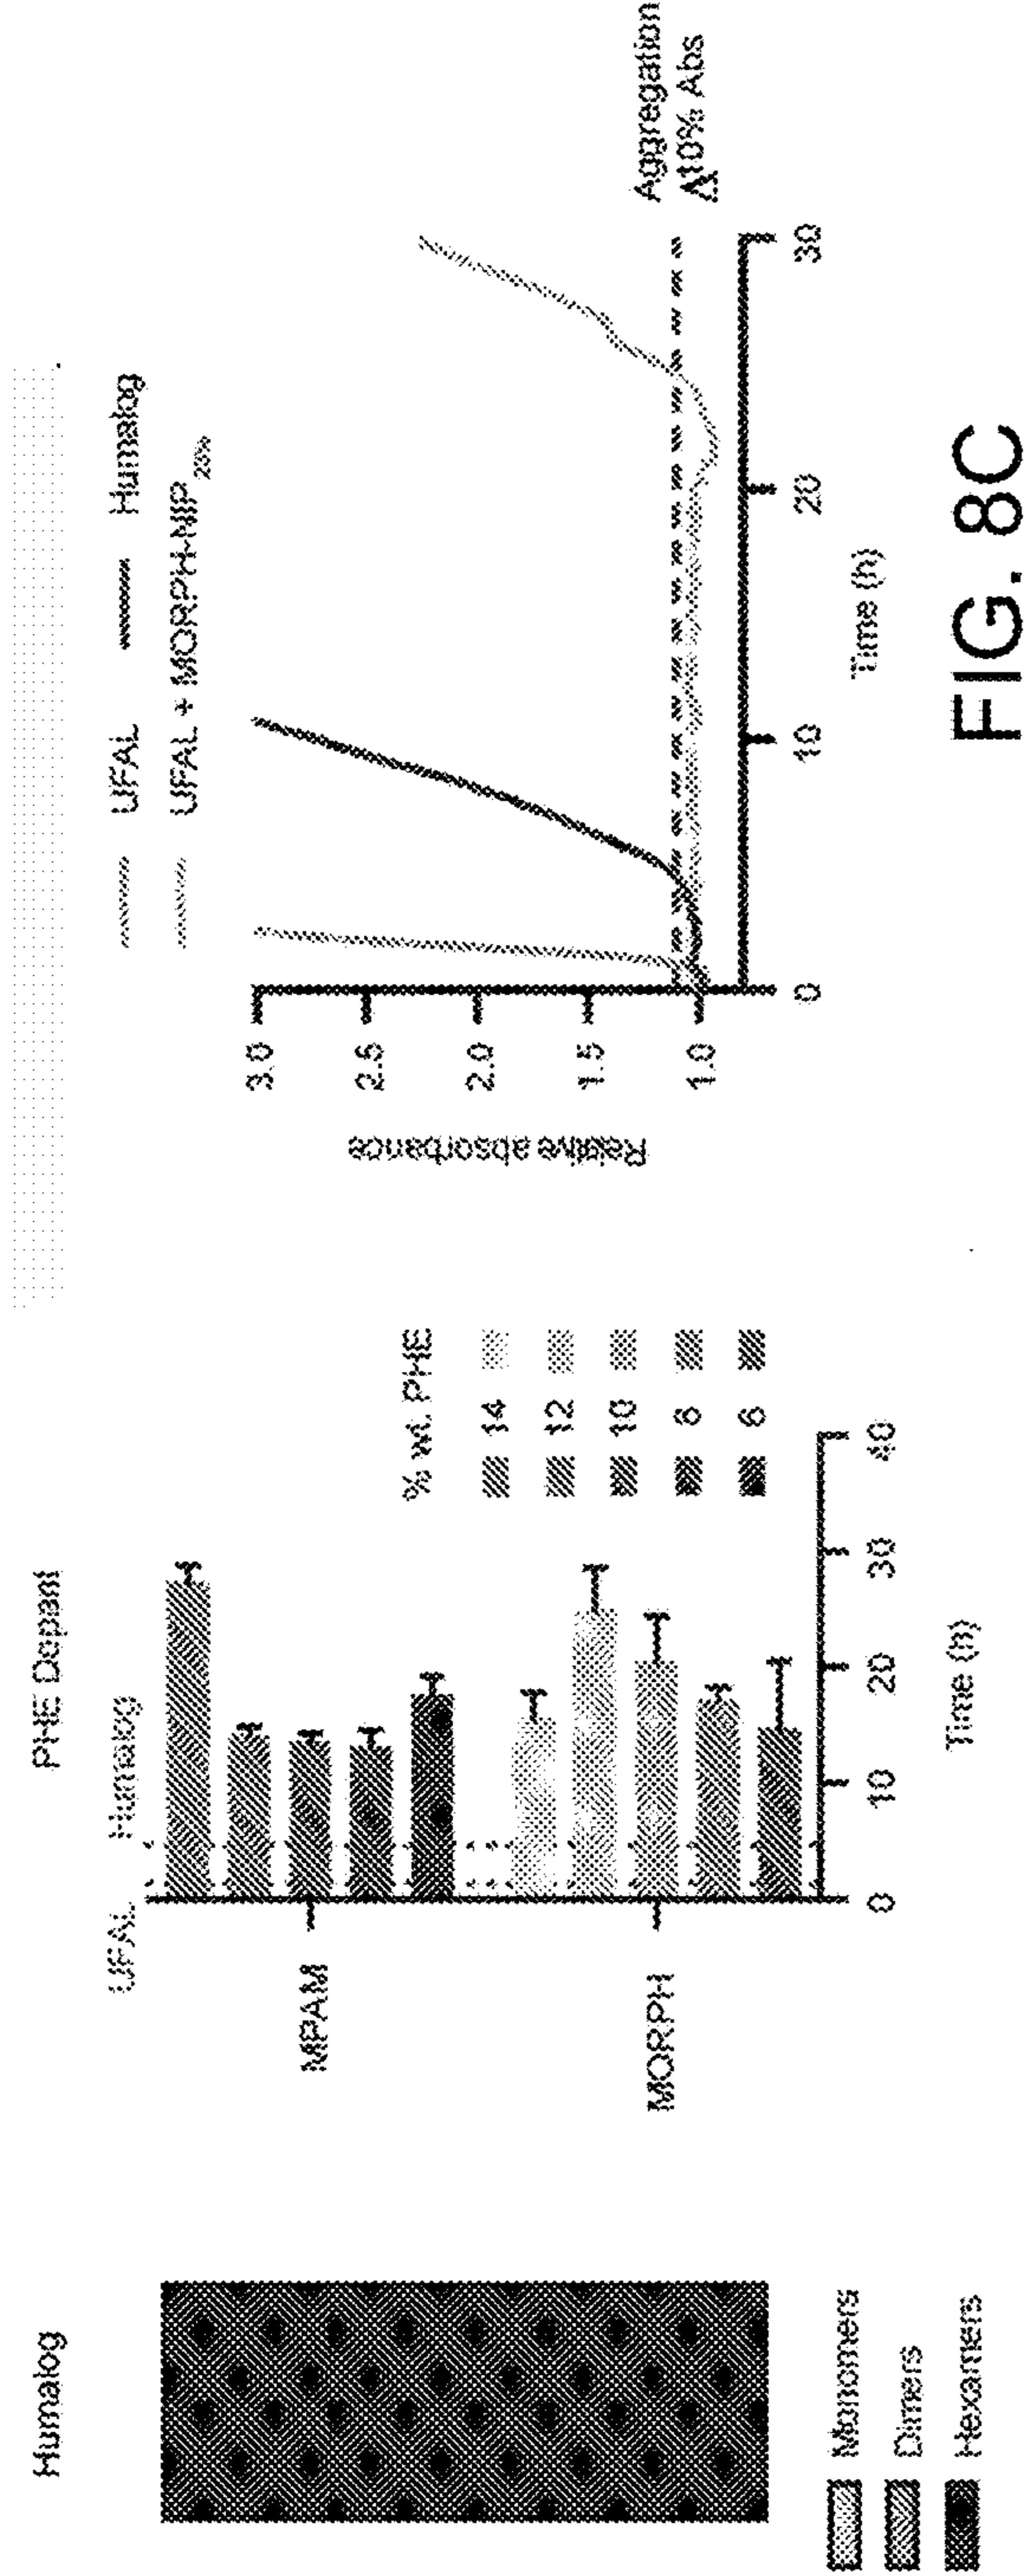 Humalog
Monomers
Dimers
Hexamers
PHE Dopant
UFAL
Humalog
MPAM
MORPH
% wt. PHE
14
12
10
8
6
0
10
20
30
40
Time (h)
UFAL
Humalog
UFAL + MORPH-NIP
Relative absorbance
3.0
2.5
2.0
1.5
1.0
Aggregation
Δ10% Abs
0
10
20
30
Time (h)
FIG. 8C